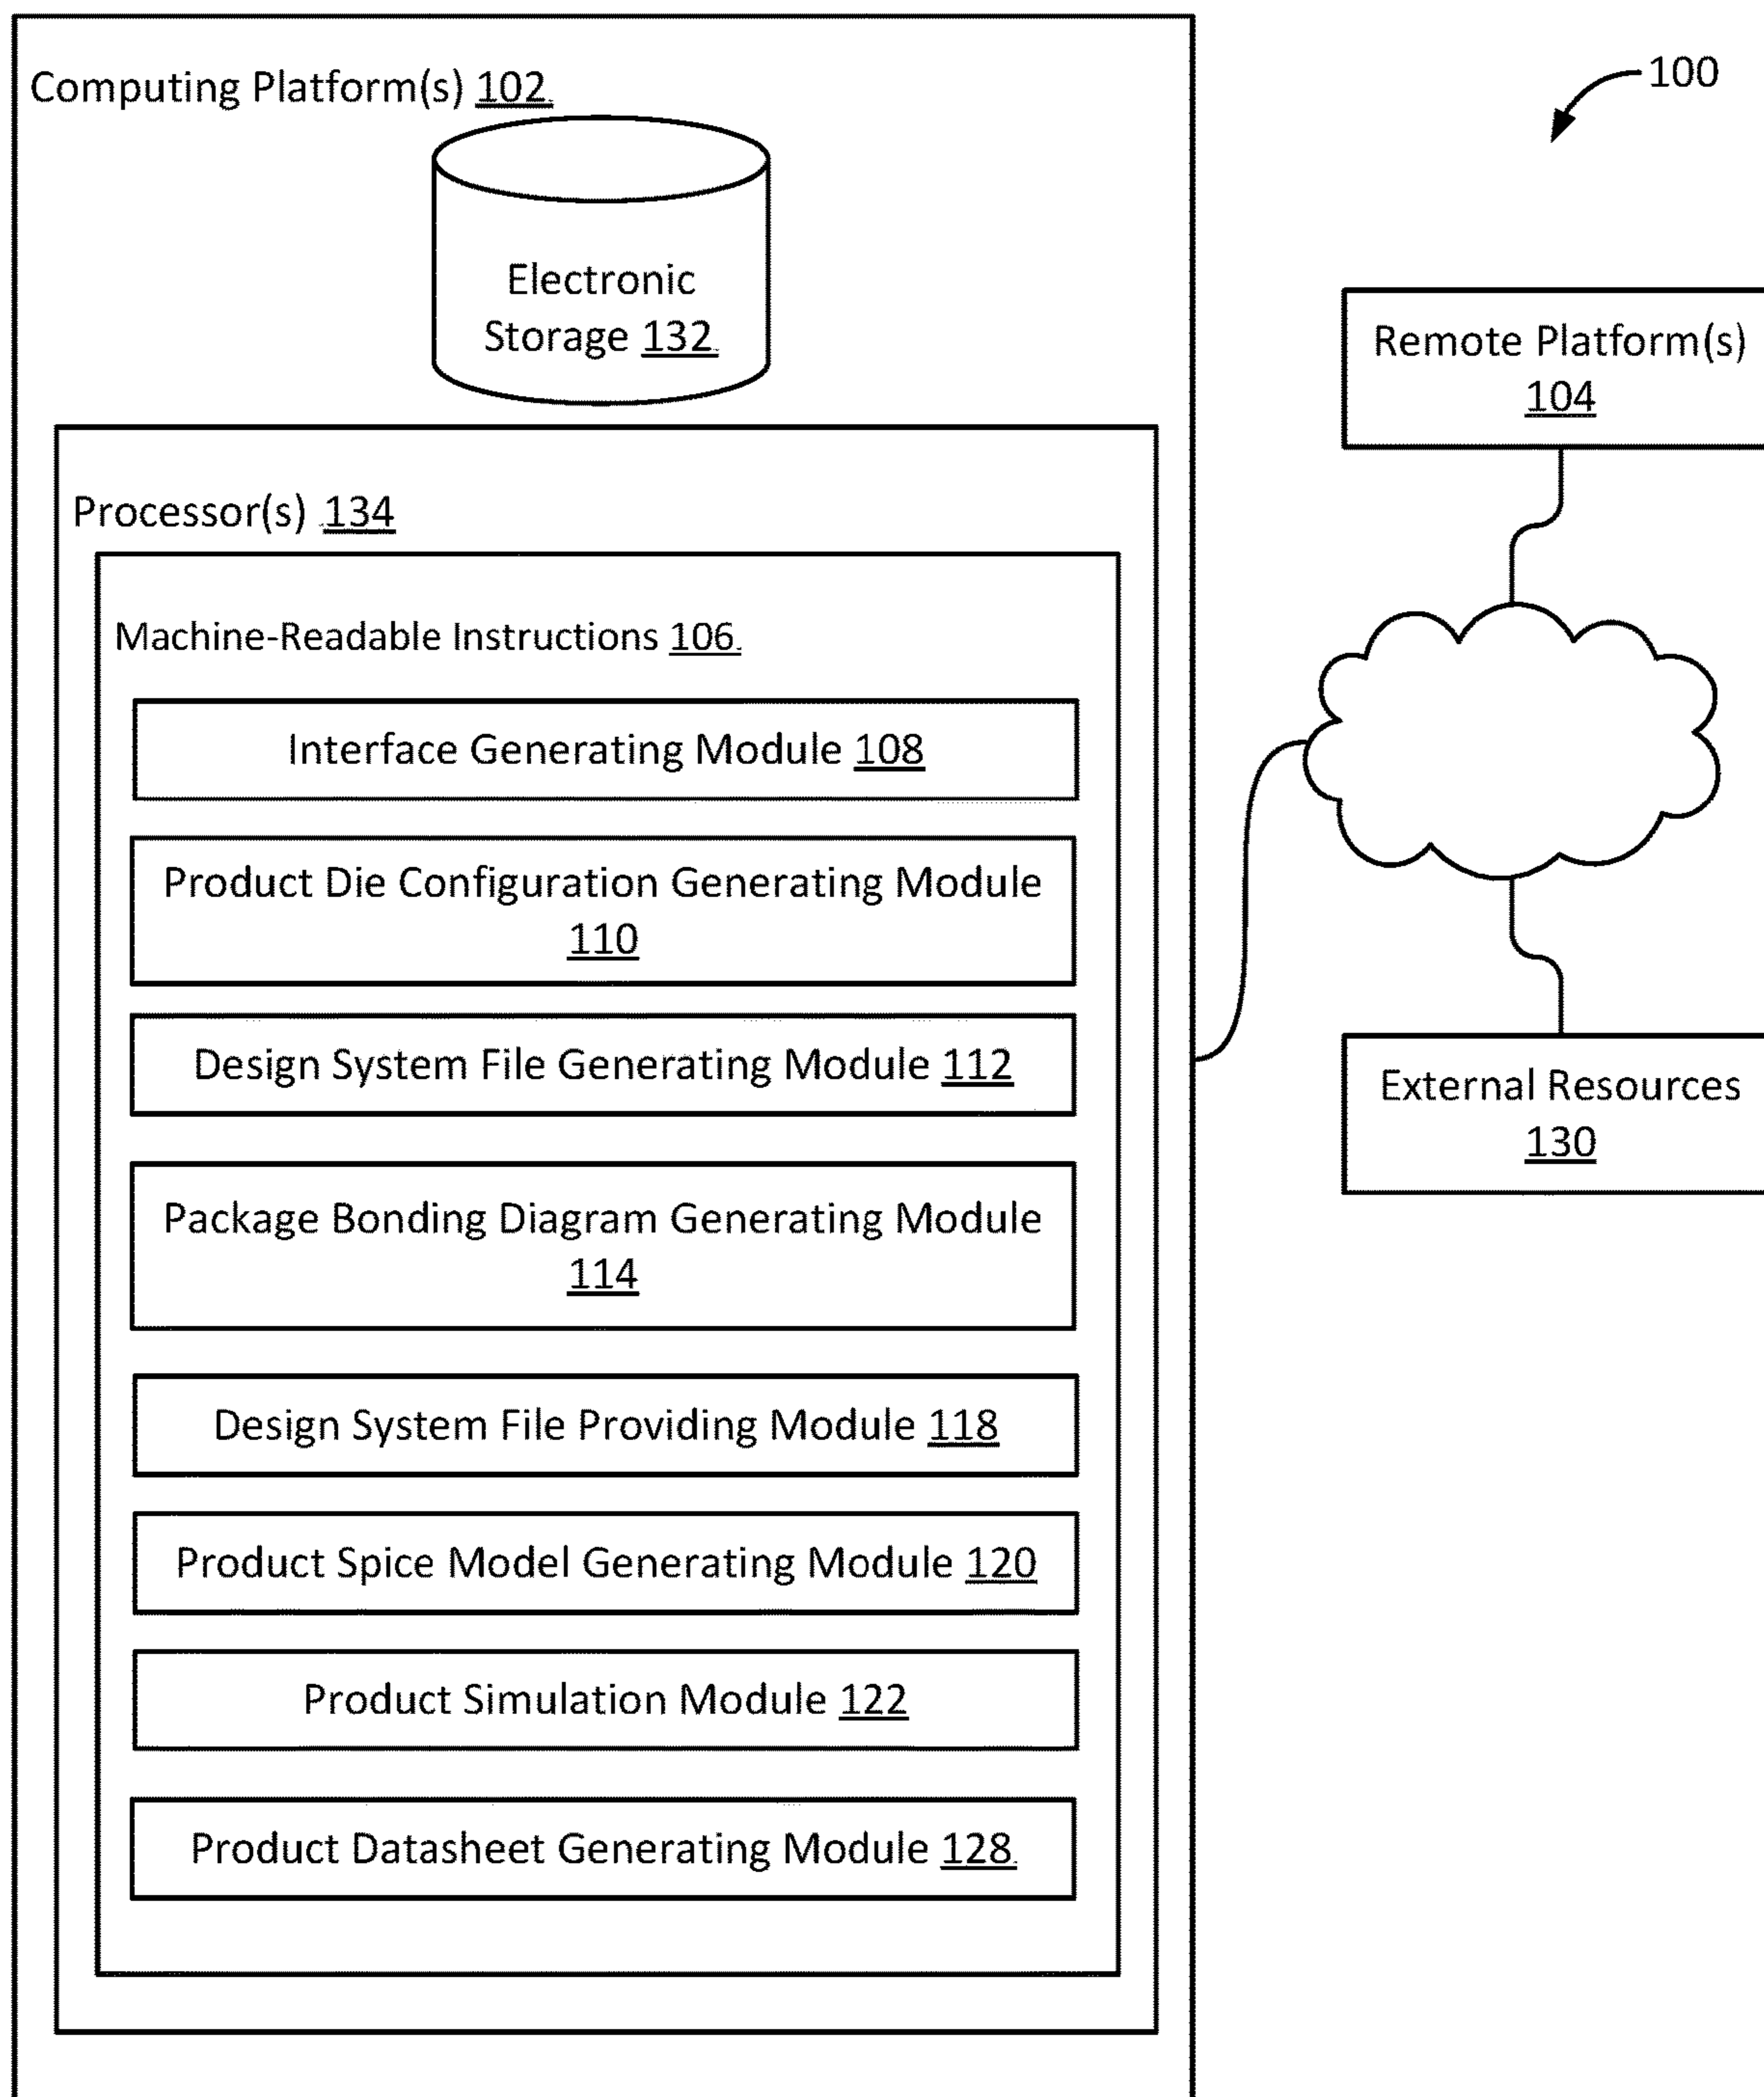 Computing Platform(s) 102
100
Electronic
Storage 132
Remote Platform(s)
104
Processor(s) 134
Machine-Readable Instructions 106
Interface Generating Module 108
Product Die Configuration Generating Module
110
Design System File Generating Module 112
External Resources
130
Package Bonding Diagram Generating Module
114
Design System File Providing Module 118
Product Spice Model Generating Module 120
Product Simulation Module 122
Product Datasheet Generating Module 128